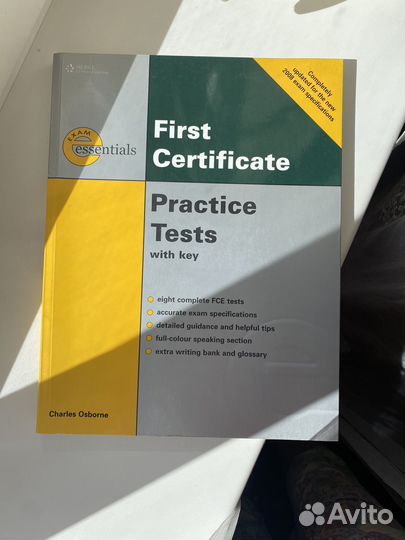 Completely
updated for the new
2008 exam specifications
EXAM
essentials
First
Certificate
Practice
Tests
with key
eight complete FCE tests
accurate exam specifications
detailed guidance and helpful tips
full-colour speaking section
extra writing bank and glossary
Charles Osborne
Avito